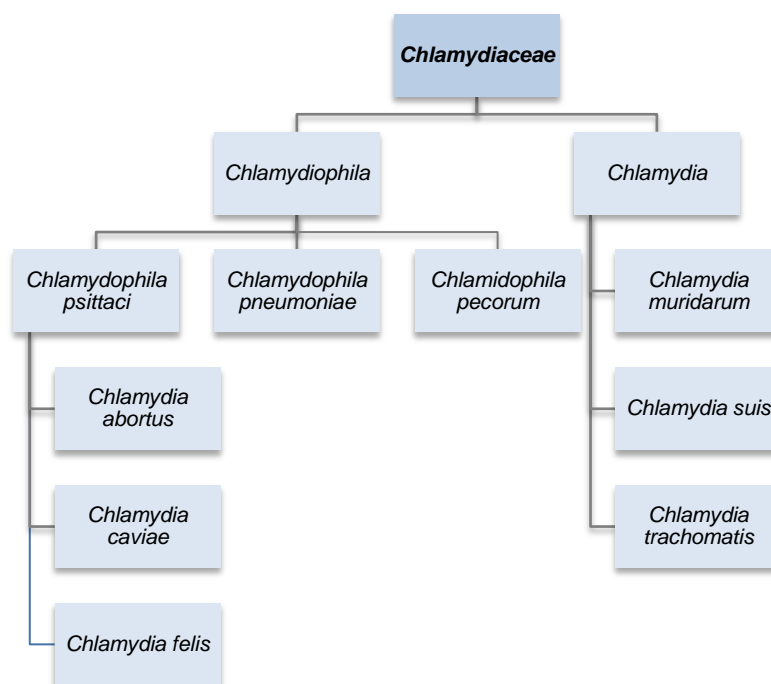 Chlamydiaceae
Chlamydiophila
Chlamydia
Chlamydophila
psittaci
Chlamydophila
pneumoniae
Chlamidophila
pecorum
Chlamydia
muridarum
Chlamydia
abortus
Chlamydia suis
Chlamydia
caviae
Chlamydia
trachomatis
Chlamydia felis